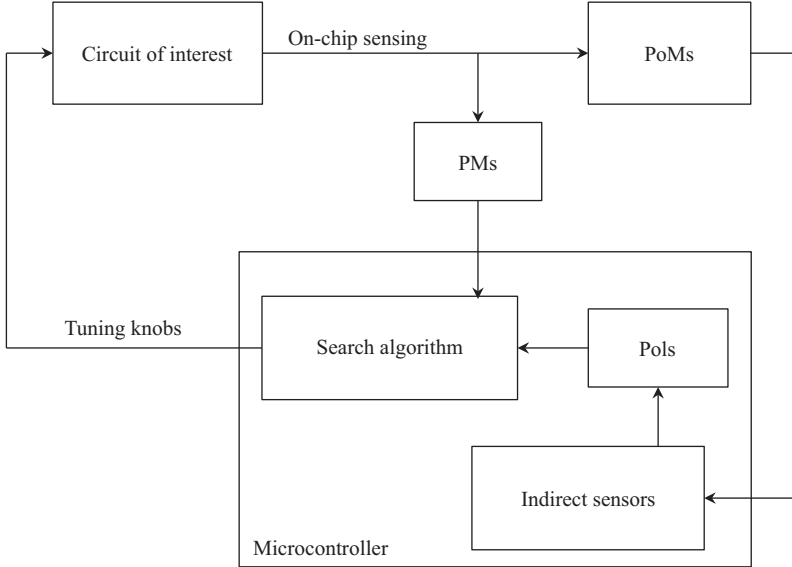 Circuit of interest
On-chip sensing
PoMs
PMs
Tuning knobs
Search algorithm
PoIs
Indirect sensors
Microcontroller